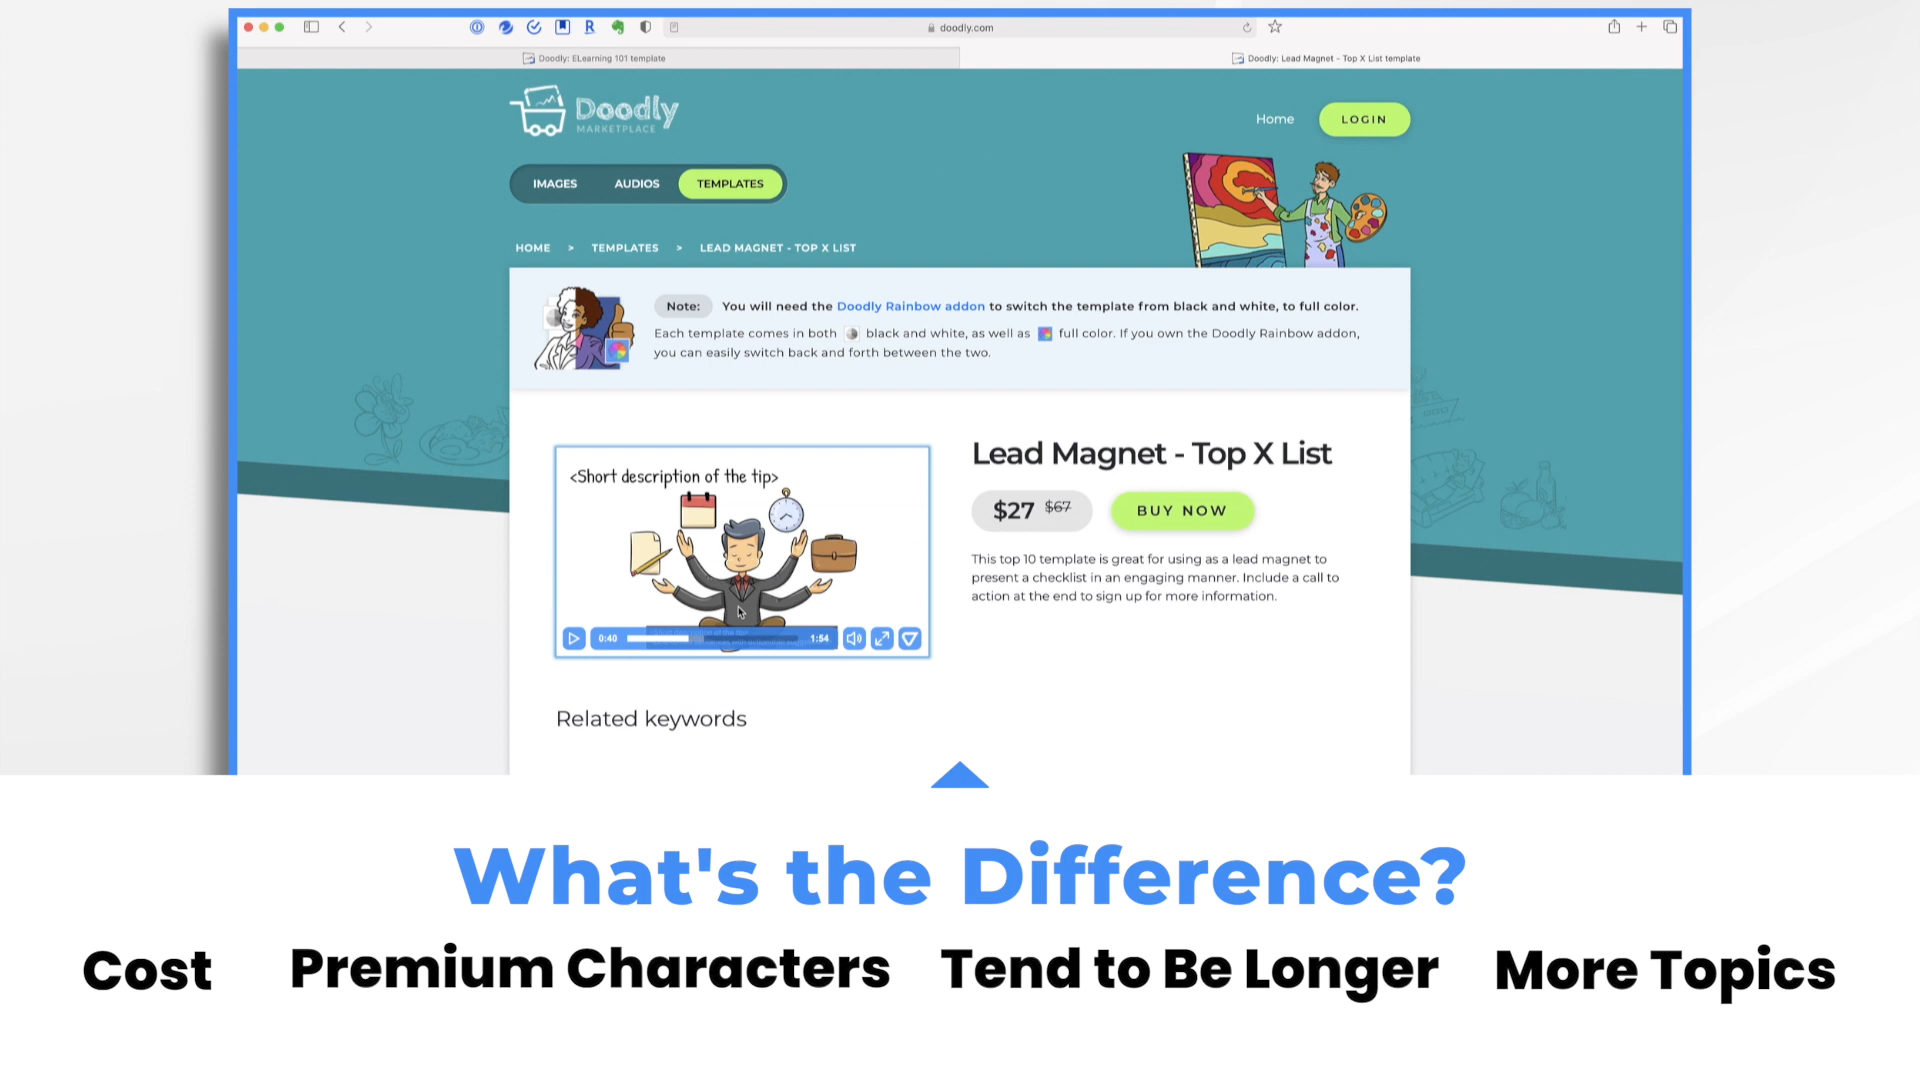 doodly.com
Doodly: ELearning 101 template
Doodly: Lead Magnet - Top X List template
Doodly
MARKETPLACE
Home
LOGIN
IMAGES
AUDIOS
TEMPLATES
HOME > TEMPLATES > LEAD MAGNET - TOP X LIST
Note: You will need the Doodly Rainbow addon to switch the template from black and white, to full color.
Each template comes in both black and white, as well as full color. If you own the Doodly Rainbow addon,
you can easily switch back and forth between the two.
<Short description of the tip>
0:40
1:54
Lead Magnet - Top X List
$27 $67
BUY NOW
This top 10 template is great for using as a lead magnet to
present a checklist in an engaging manner. Include a call to
action at the end to sign up for more information.
Related keywords
What's the Difference?
Cost
Premium Characters
Tend to Be Longer
More Topics